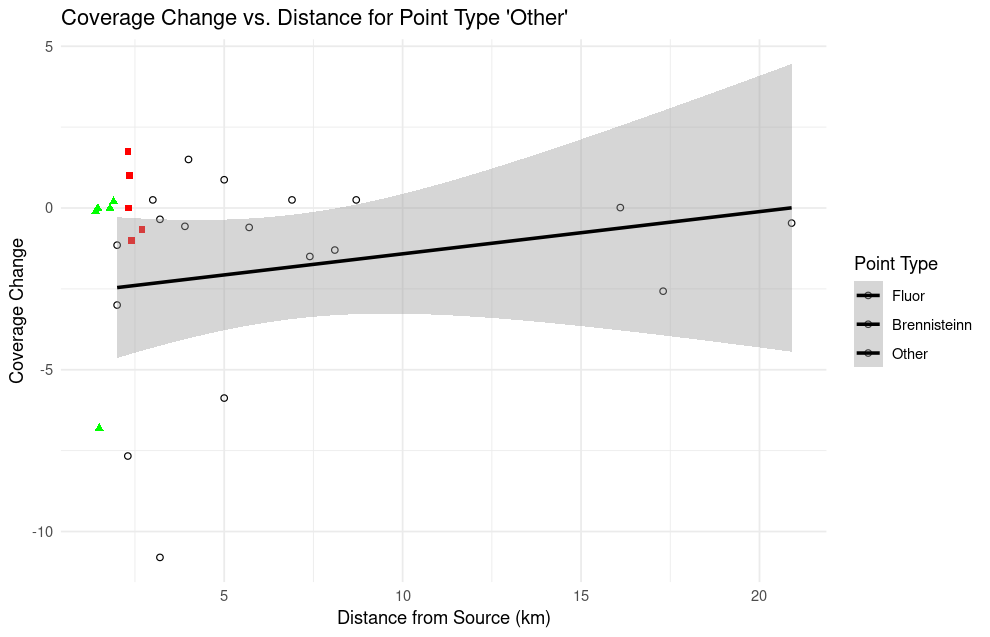 Coverage Change vs. Distance for Point Type 'Other'
5
0
-5
-10
Coverage Change
5
10
15
20
Distance from Source (km)
Point Type
Fluor
Brennisteinn
Other